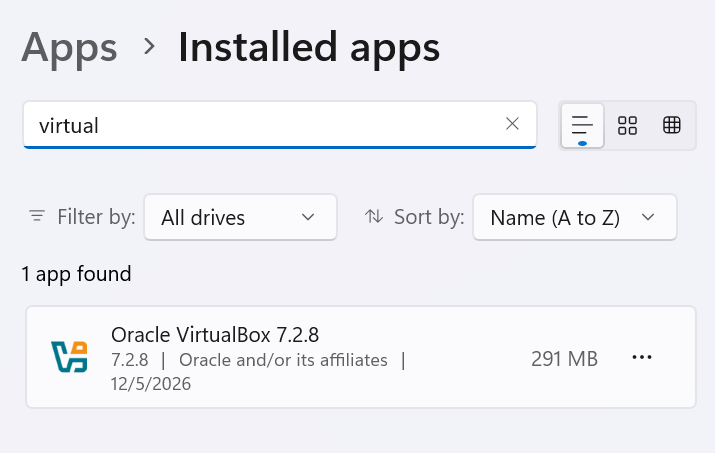 Apps > Installed apps
virtual
Filter by: All drives Sort by: Name (A to Z)
1 app found
Oracle VirtualBox 7.2.8
7.2.8 | Oracle and/or its affiliates |
12/5/2026
291 MB